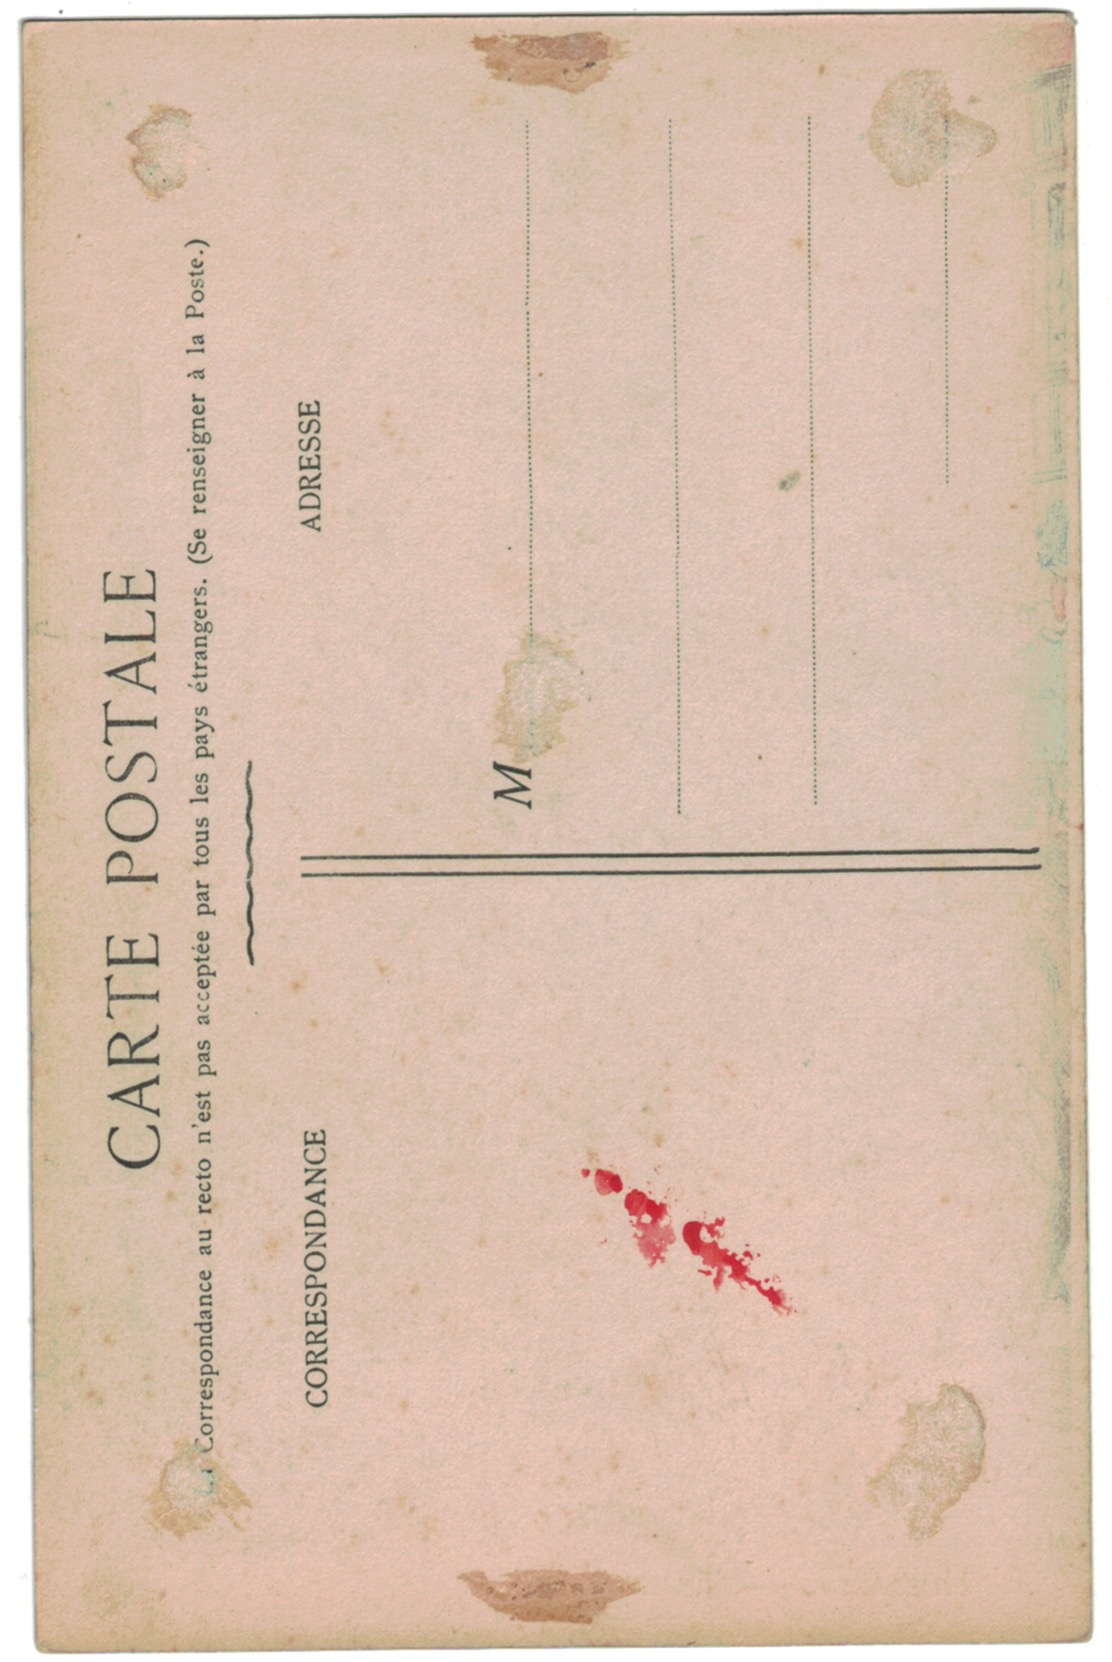 CARTE POSTALE
La Correspondance au recto n'est pas acceptée par tous les pays étrangers. (Se renseigner à la Poste.)
CORRESPONDANCE
ADRESSE
M